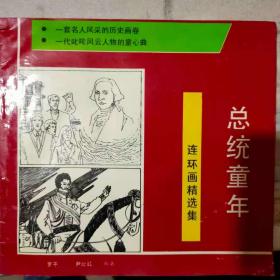 一套名人风采的历史画卷
一代叱咤风云人物的童心曲
总统童年
连环画精选集